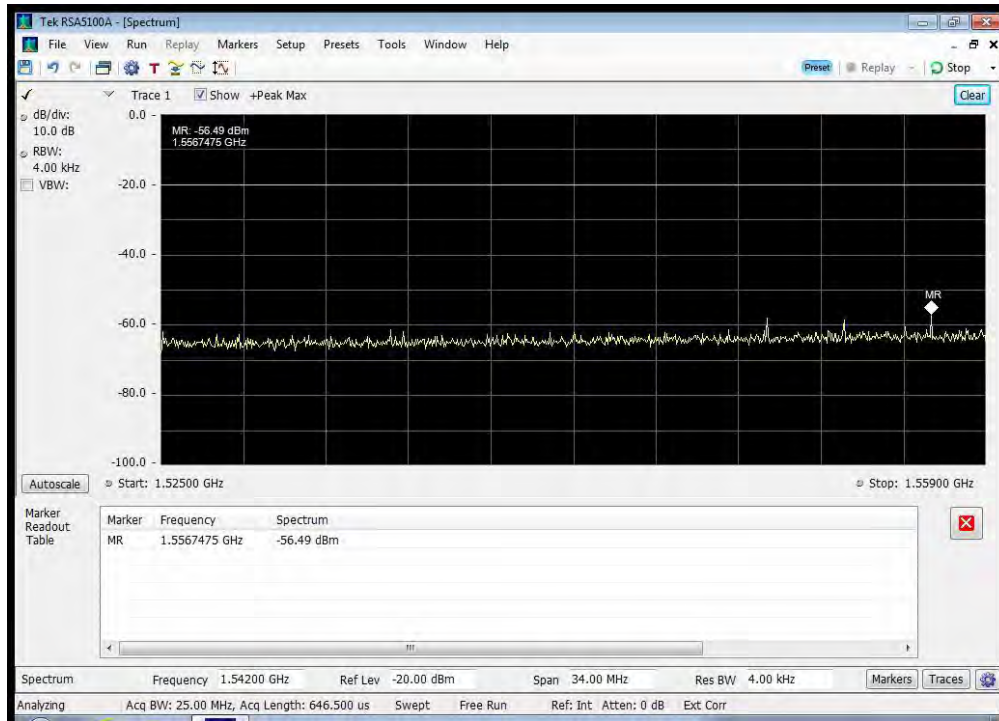 Tek RSA5100A - [Spectrum]
File View Run Replay Markers Setup Presets Tools Window Help
Preset Replay Stop
Trace 1 Show +Peak Max Clear
dB/div:
10.0 dB
RBW:
4.00 kHz
VBW:
0.0
-20.0
-40.0
-60.0
-80.0
-100.0
MR: -56.49 dBm
1.5567475 GHz
MR
Autoscale Start: 1.52500 GHz Stop: 1.55900 GHz
Marker Readout Table
Marker Frequency Spectrum
MR 1.5567475 GHz -56.49 dBm
Spectrum Frequency 1.54200 GHz Ref Lev -20.00 dBm Span 34.00 MHz Res BW 4.00 kHz Markers Traces
Analyzing Acq BW: 25.00 MHz, Acq Length: 646.500 us Swept Free Run Ref: Int Atten: 0 dB Ext Corr